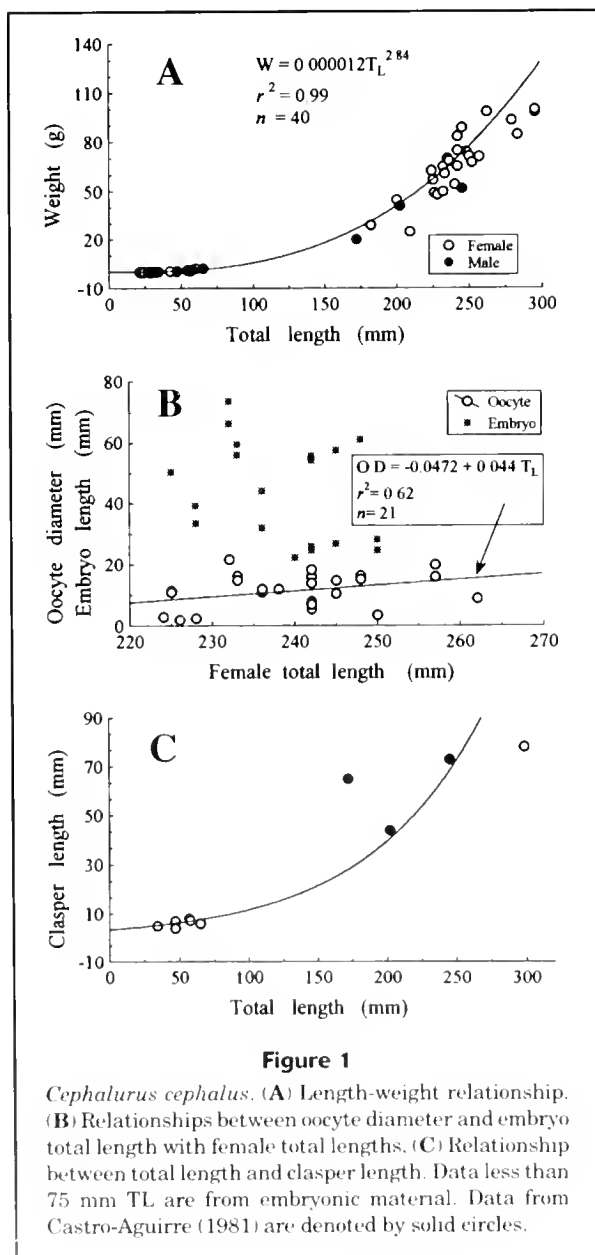 A
W = 0 000012T_L^2 84
r^2 = 0 99
n = 40
Weight (g)
140
110
80
50
20
-10
Female
Male
0 50 100 150 200 250 300
Total length (mm)
B
Oocyte diameter (mm)
Embryo length (mm)
80
60
40
20
0
Oocyte
Embryo
O D = -0.0472 + 0 044 T_L
r^2= 0 62
n= 21
220 230 240 250 260 270
Female total length (mm)
C
Clasper length (mm)
90
70
50
30
10
-10
0 50 100 150 200 250 300
Total length (mm)
Figure 1
Cephalurus cephalus. (A) Length-weight relationship.
(B) Relationships between oocyte diameter and embryo
total length with female total lengths. (C) Relationship
between total length and clasper length. Data less than
75 mm TL are from embryonic material. Data from
Castro-Aguirre (1981) are denoted by solid circles.